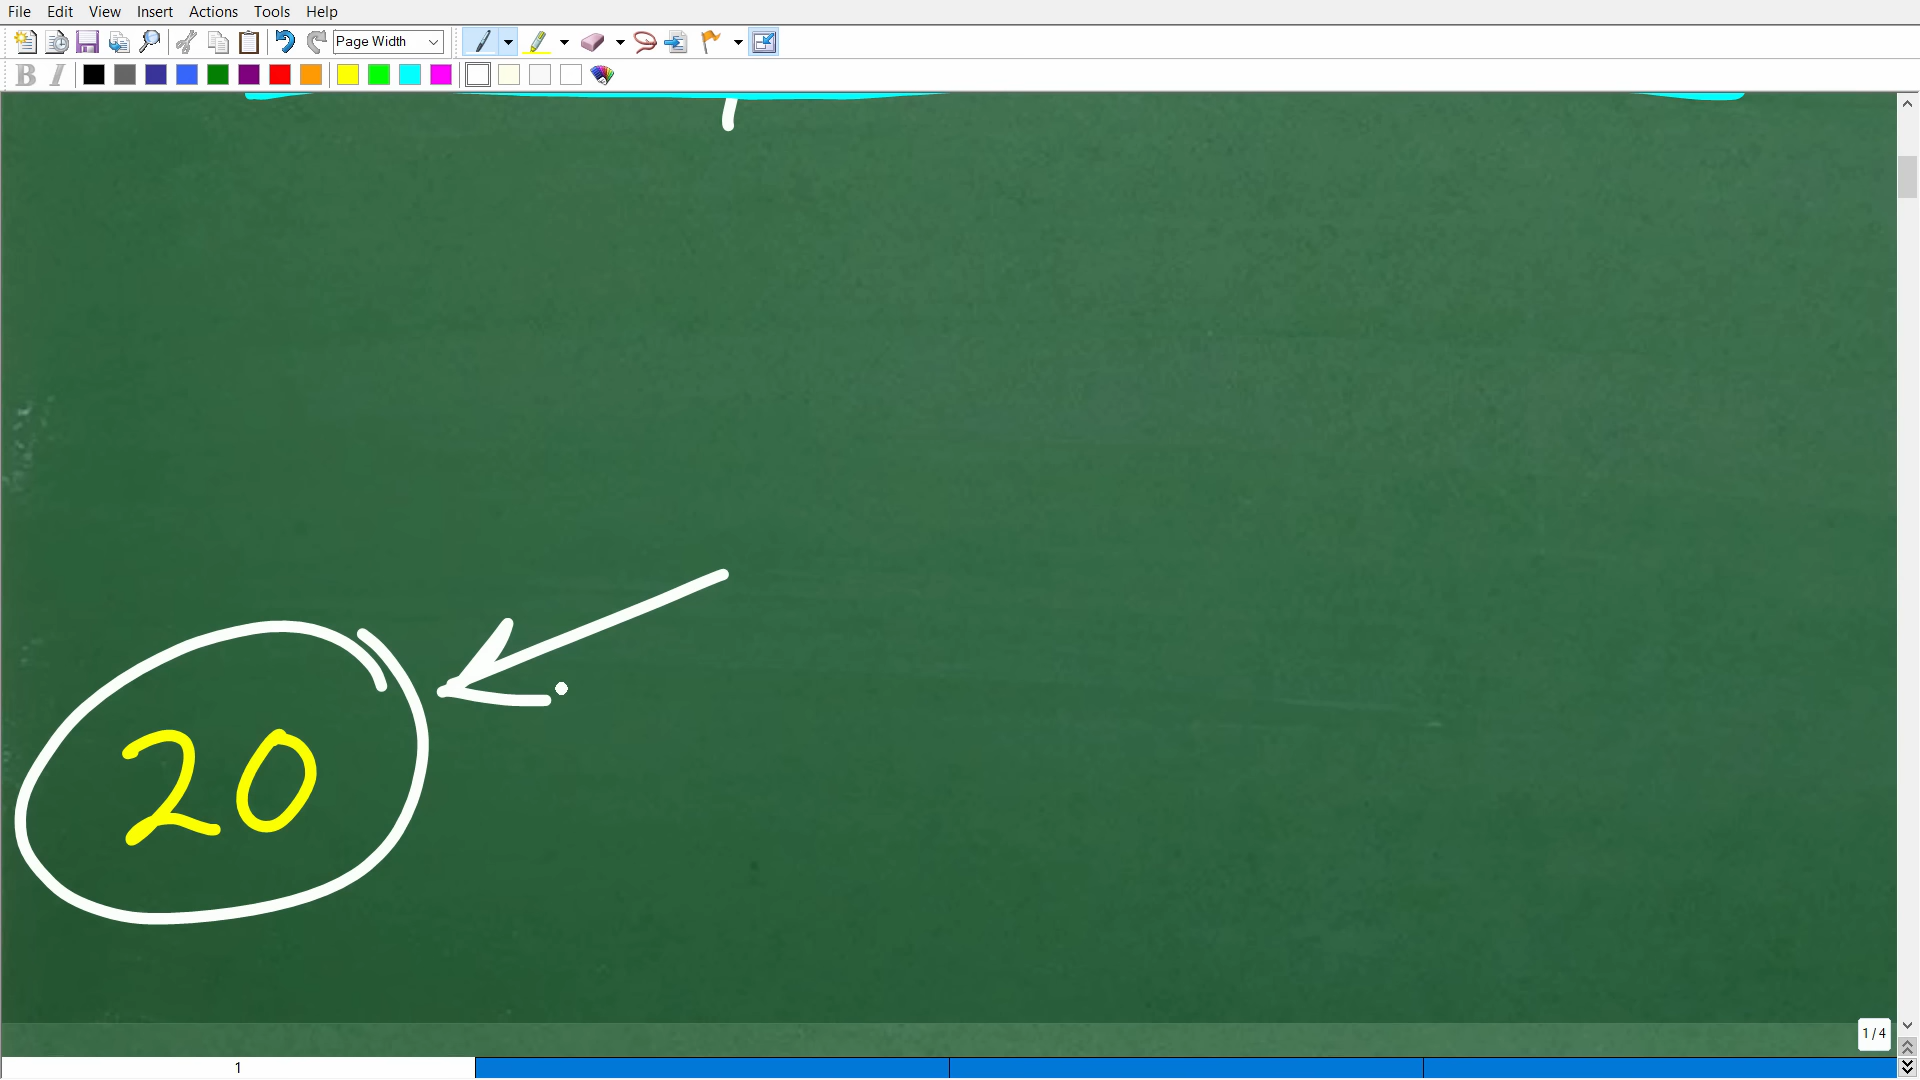 File Edit View Insert Actions Tools Help
Page Width
B I
20
1 / 4
1